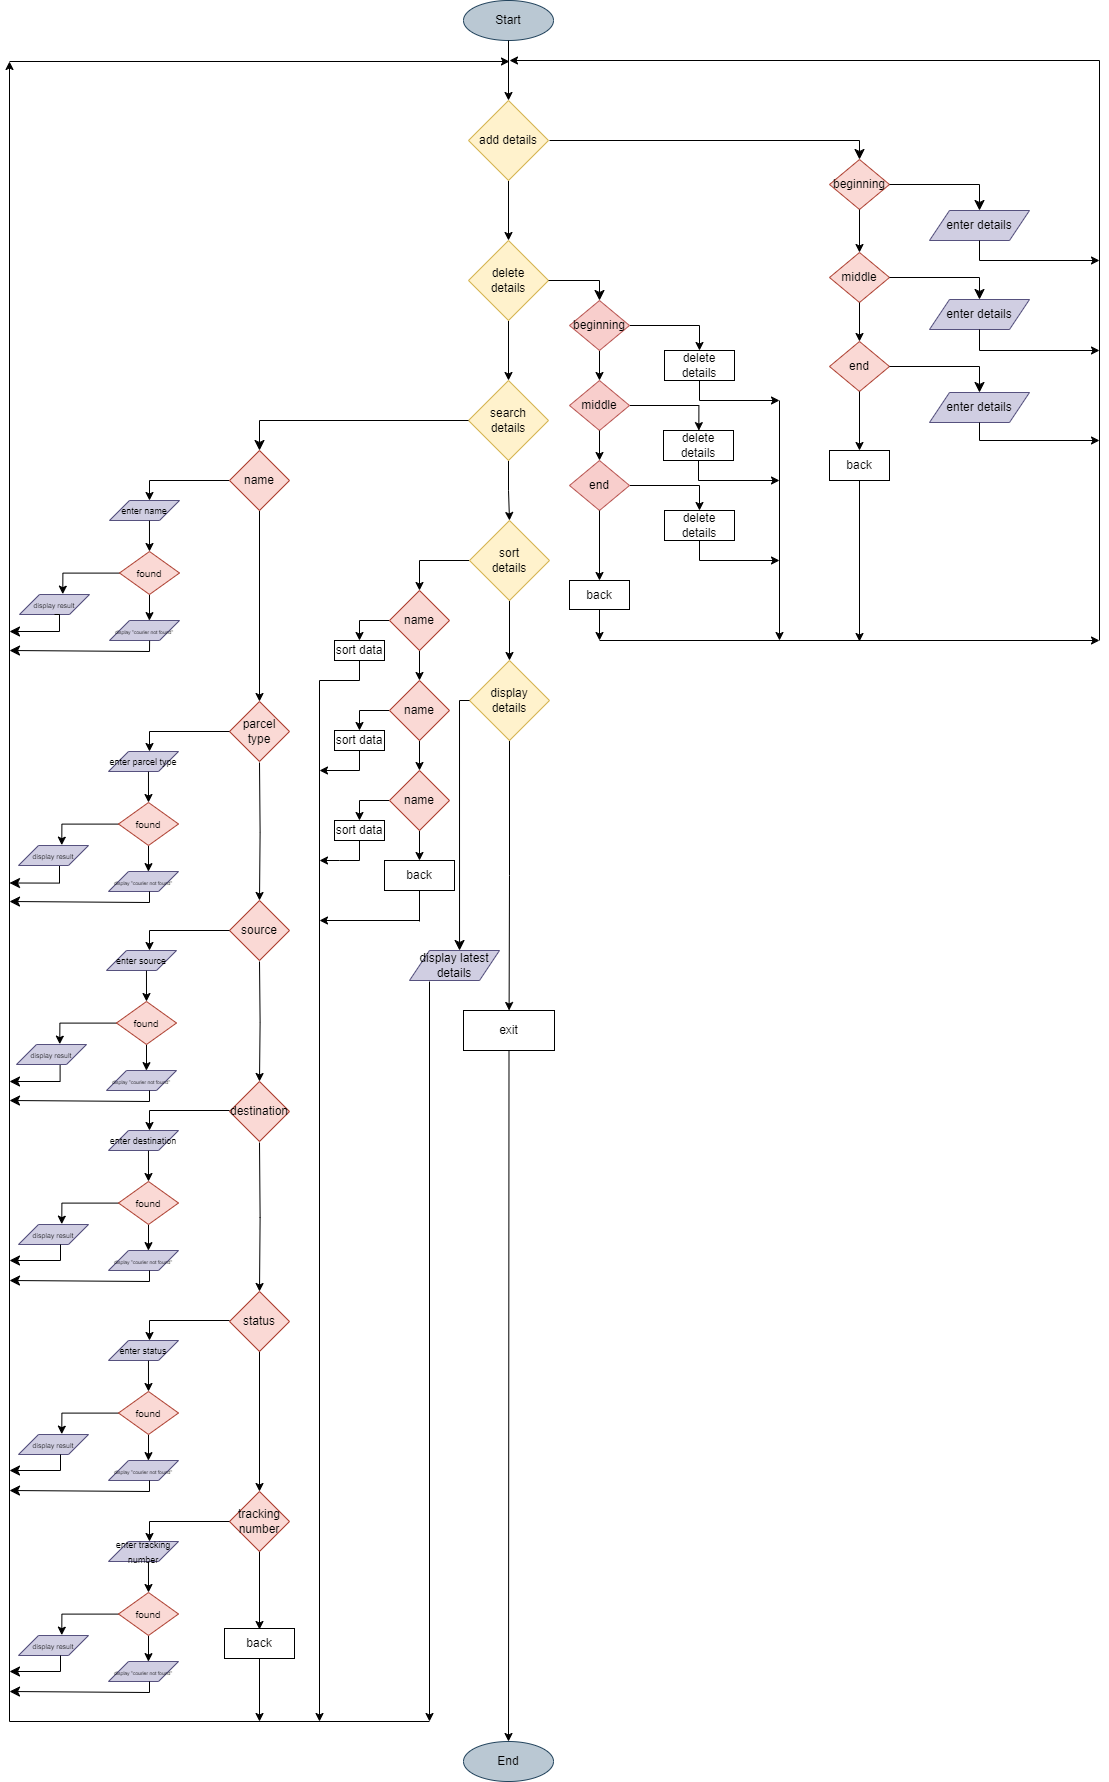 Start
add details
beginning
enter details
middle
enter details
end
enter details
back
delete
details
beginning
delete
details
middle
delete
details
end
delete
details
back
search
details
name
enter name
found
display result
display "courier not found"
parcel
type
enter parcel type
found
display result
display "courier not found"
source
enter source
found
display result
display "courier not found"
destination
enter destination
found
display result
display "courier not found"
status
enter status
found
display result
display "courier not found"
tracking
number
enter tracking
number
found
display result
display "courier not found"
back
sort
details
name
sort data
name
sort data
name
sort data
back
display
details
display latest
details
exit
End